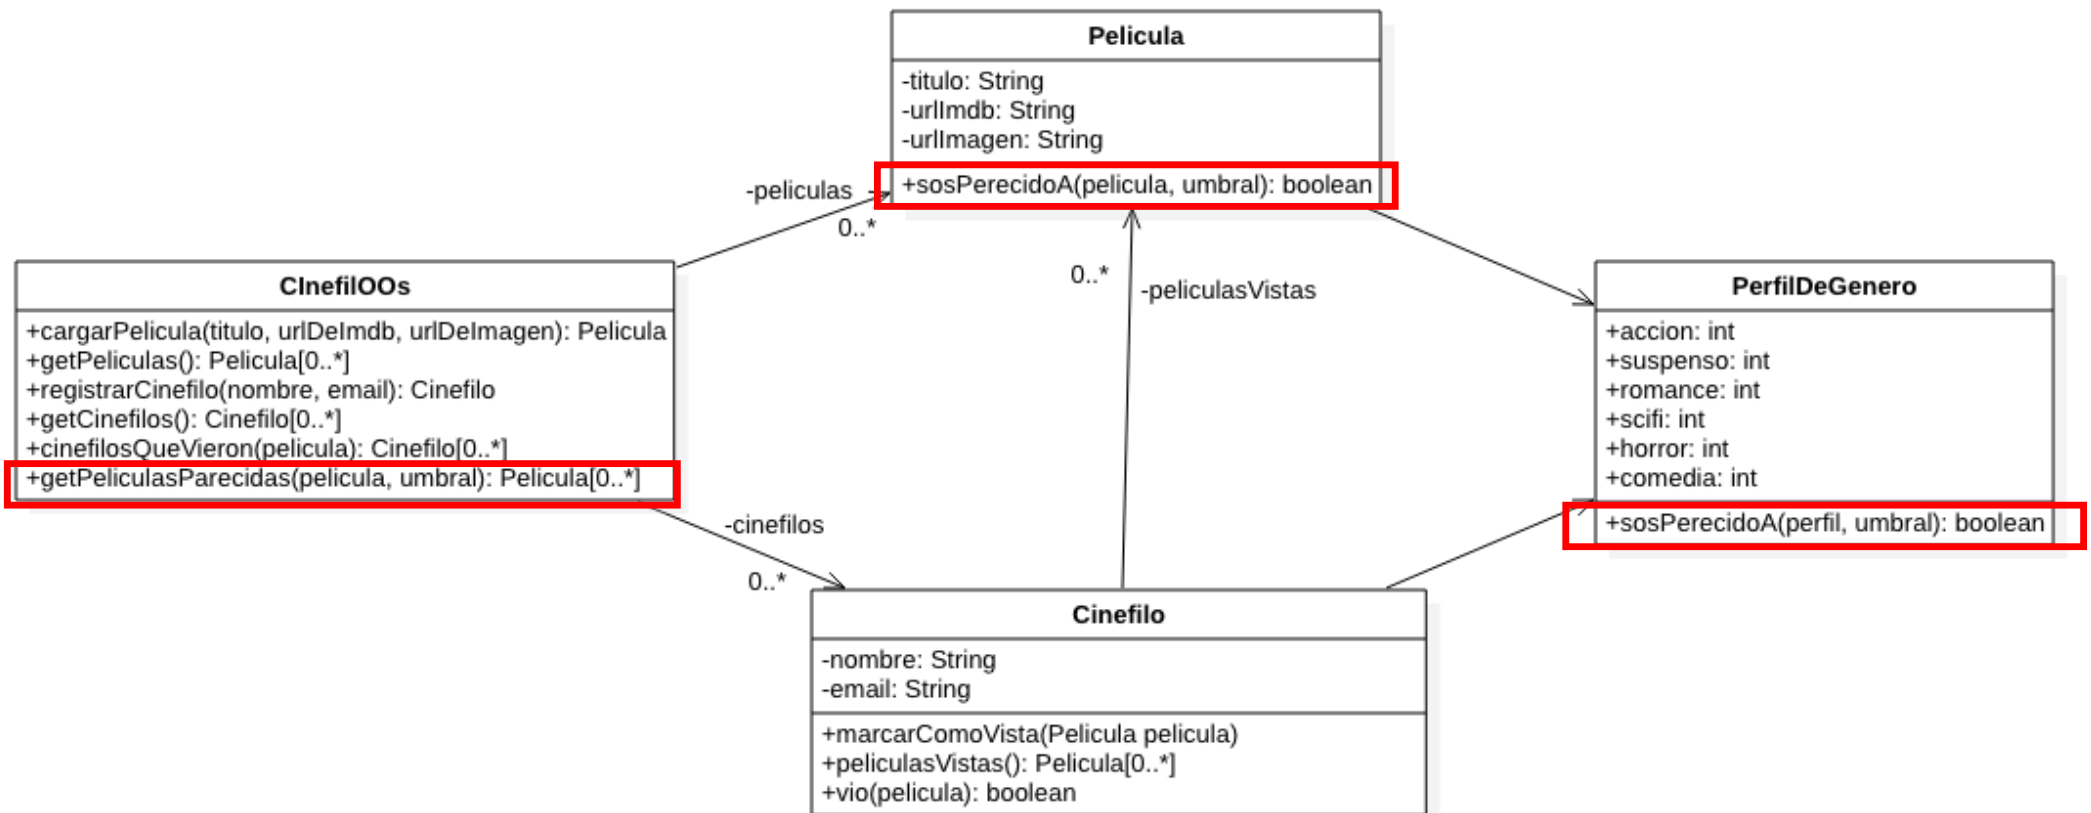 Pelicula
-titulo: String
-urlImdb: String
-urlImagen: String
+sosPerecidoA(pelicula, umbral): boolean
-peliculas
0..*
CInefilOOs
+cargarPelicula(titulo, urlDeImdb, urlDeImagen): Pelicula
+getPeliculas(): Pelicula[0..*]
+registrarCinefilo(nombre, email): Cinefilo
+getCinefilos(): Cinefilo[0..*]
+cinefilosQueVieron(pelicula): Cinefilo[0..*]
+getPeliculasParecidas(pelicula, umbral): Pelicula[0..*]
0..*
-peliculasVistas
PerfilDeGenero
+accion: int
+suspenso: int
+romance: int
+scifi: int
+horror: int
+comedia: int
+sosPerecidoA(perfil, umbral): boolean
-cinefilos
0..*
Cinefilo
-nombre: String
-email: String
+marcarComoVista(Pelicula pelicula)
+peliculasVistas(): Pelicula[0..*]
+vio(pelicula): boolean